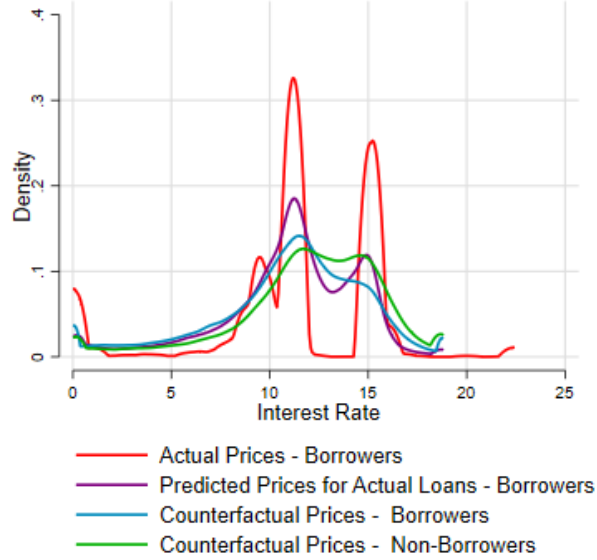 .4
.3
.2
.1
0
Density
0 5 10 15 20 25
Interest Rate
Actual Prices - Borrowers
Predicted Prices for Actual Loans - Borrowers
Counterfactual Prices - Borrowers
Counterfactual Prices - Non-Borrowers